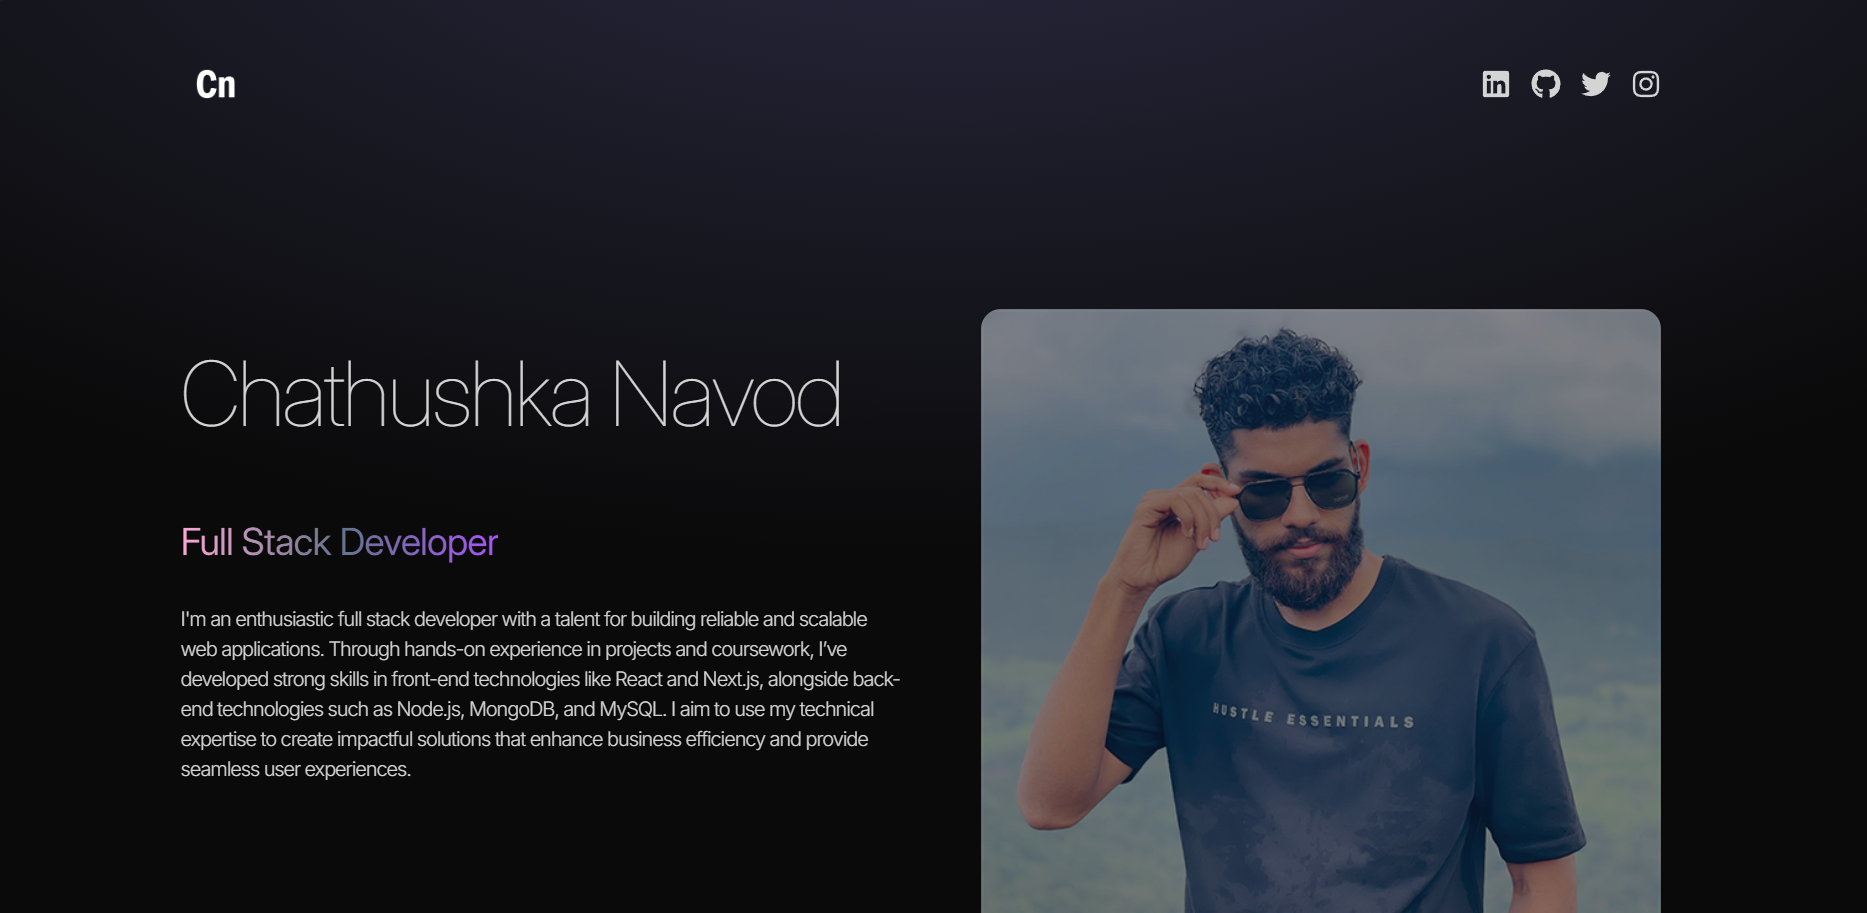 Cn
Chathushka Navod
Full Stack Developer
I'm an enthusiastic full stack developer with a talent for building reliable and scalable
web applications. Through hands-on experience in projects and coursework, I’ve
developed strong skills in front-end technologies like React and Next.js, alongside back-
end technologies such as Node.js, MongoDB, and MySQL. I aim to use my technical
expertise to create impactful solutions that enhance business efficiency and provide
seamless user experiences.
HUSTLE ESSENTIALS